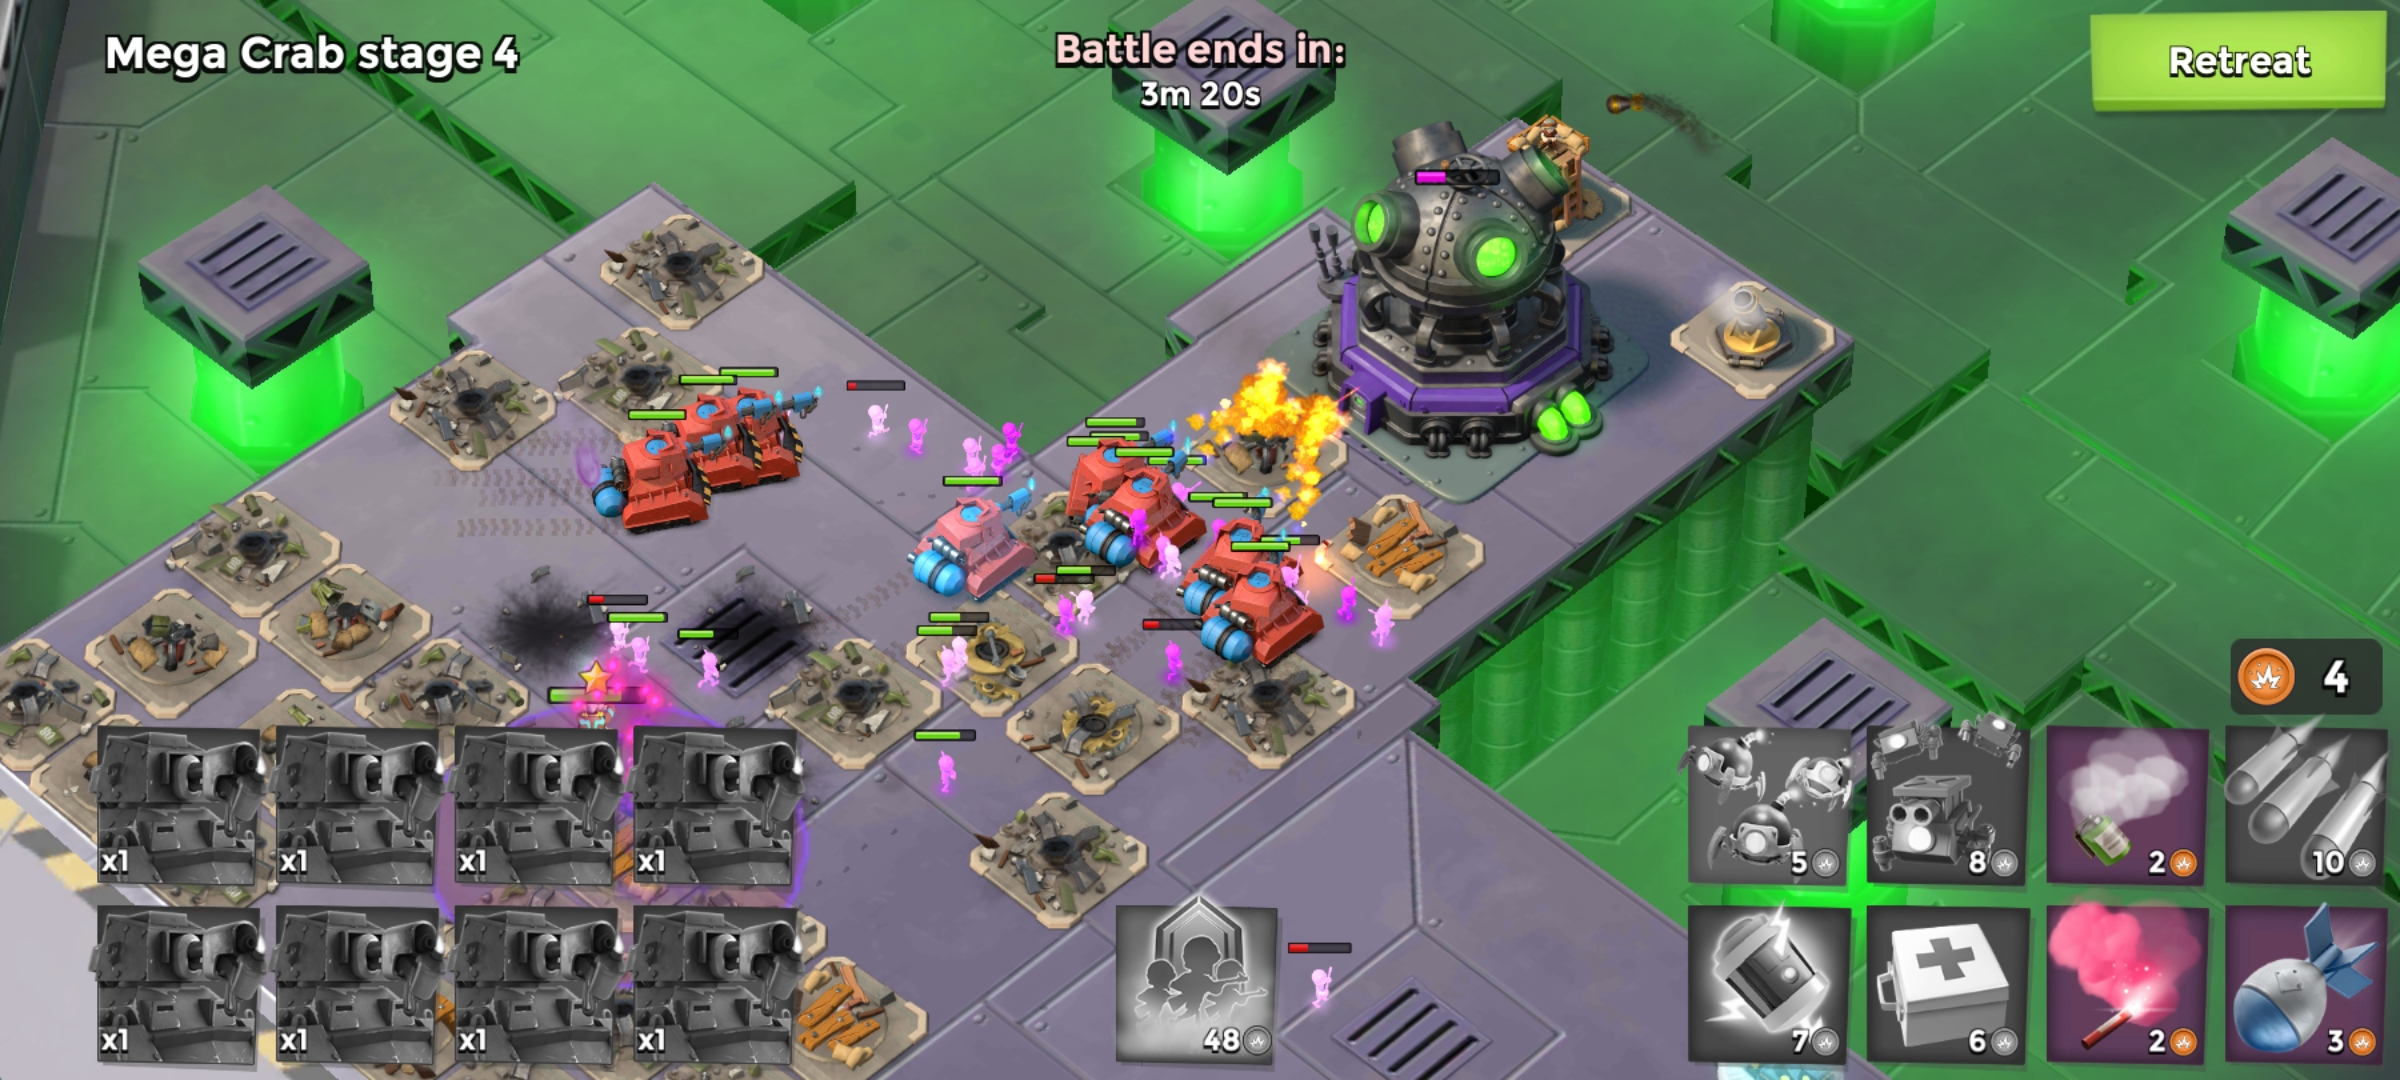 Mega Crab stage 4
Battle ends in:
3m 20s
Retreat
4
x1
x1
x1
x1
5
8
2
10
x1
x1
x1
x1
48
7
6
2
3